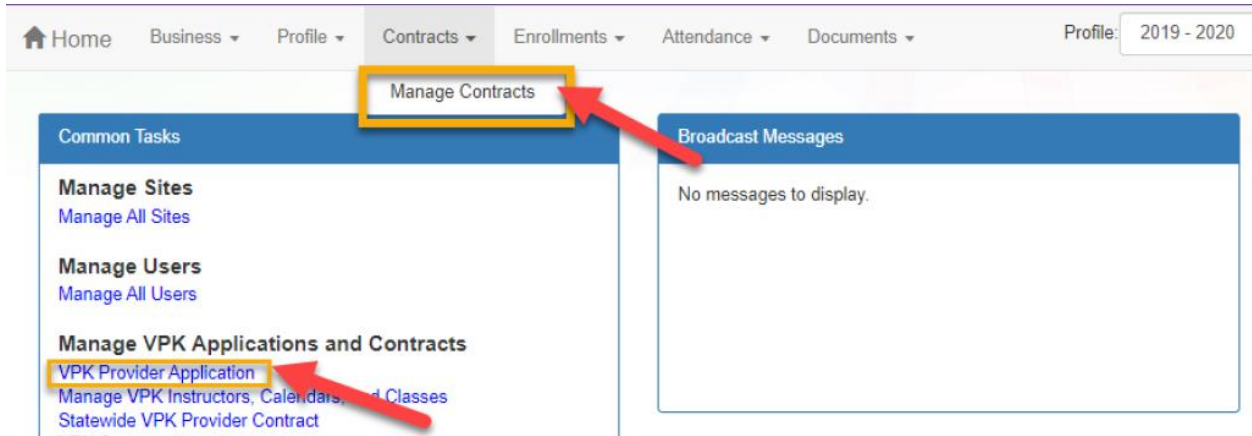 Home Business Profile Contracts Enrollments Attendance Documents Profile: 2019 - 2020
Manage Contracts
Common Tasks
Broadcast Messages
Manage Sites
No messages to display.
Manage All Sites
Manage Users
Manage All Users
Manage VPK Applications and Contracts
VPK Provider Application
Manage VPK Instructors, Calendars, and Classes
Statewide VPK Provider Contract